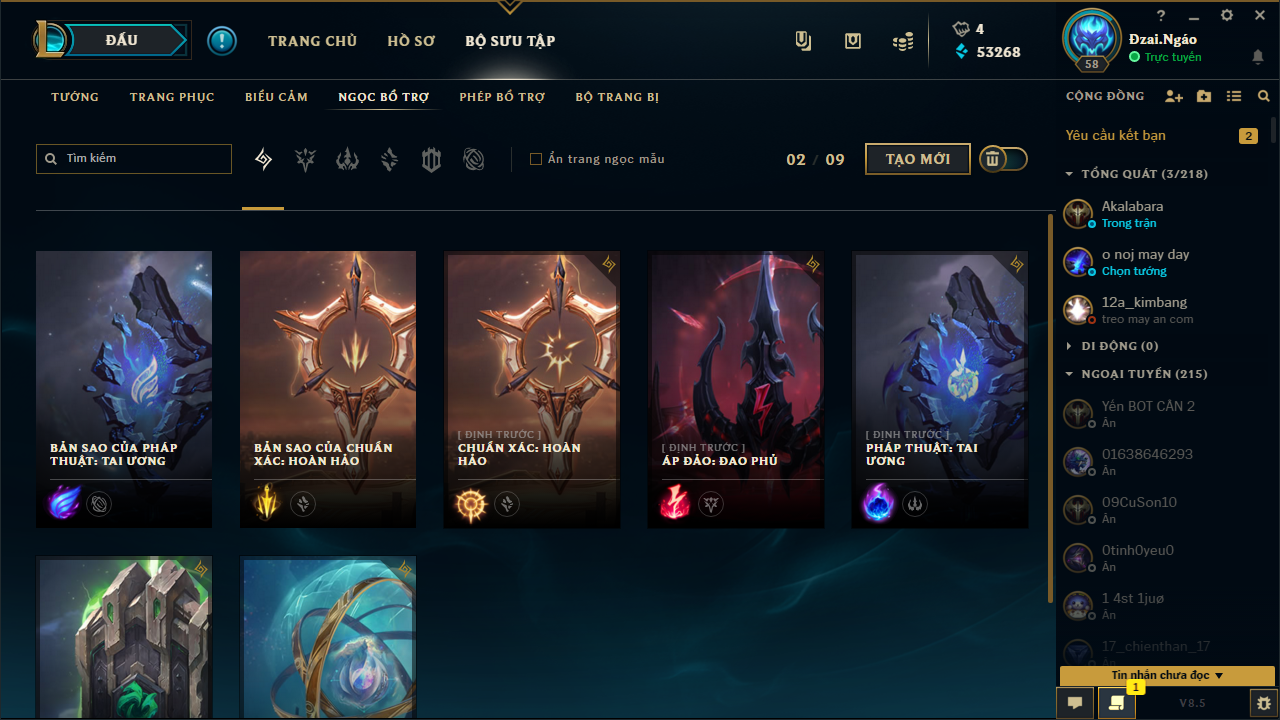 ĐẤU
TRANG CHỦ
HỒ SƠ
BỘ SƯU TẬP
4
53268
58
Đzai.Ngáo
Trực tuyến
TƯỚNG
TRANG PHỤC
BIỂU CẢM
NGỌC BỔ TRỢ
PHÉP BỔ TRỢ
BỘ TRANG BỊ
Tìm kiếm
Ẩn trang ngọc mẫu
02 / 09
TẠO MỚI
BẢN SAO CỦA PHÁP
THUẬT: TAI ƯƠNG
BẢN SAO CỦA CHUẨN
XÁC: HOÀN HẢO
[ ĐỊNH TRƯỚC ]
CHUẨN XÁC: HOÀN
HẢO
[ ĐỊNH TRƯỚC ]
ÁP ĐẢO: ĐAO PHỦ
[ ĐỊNH TRƯỚC ]
PHÁP THUẬT: TAI
ƯƠNG
CỘNG ĐỒNG
Yêu cầu kết bạn
2
TỔNG QUÁT (3/218)
Akalabara
Trong trận
o noj may day
Chọn tướng
12a_kimbang
treo may an com
DI ĐỘNG (0)
NGOẠI TUYẾN (215)
Yến BOT CÂN 2
Ẩn
01638646293
Ẩn
09CuSon10
Ẩn
0tinh0yeu0
Ẩn
1 4st 1juø
Ẩn
17_chienthan_17
Ẩn
Tin nhắn chưa đọc
1
V8.5